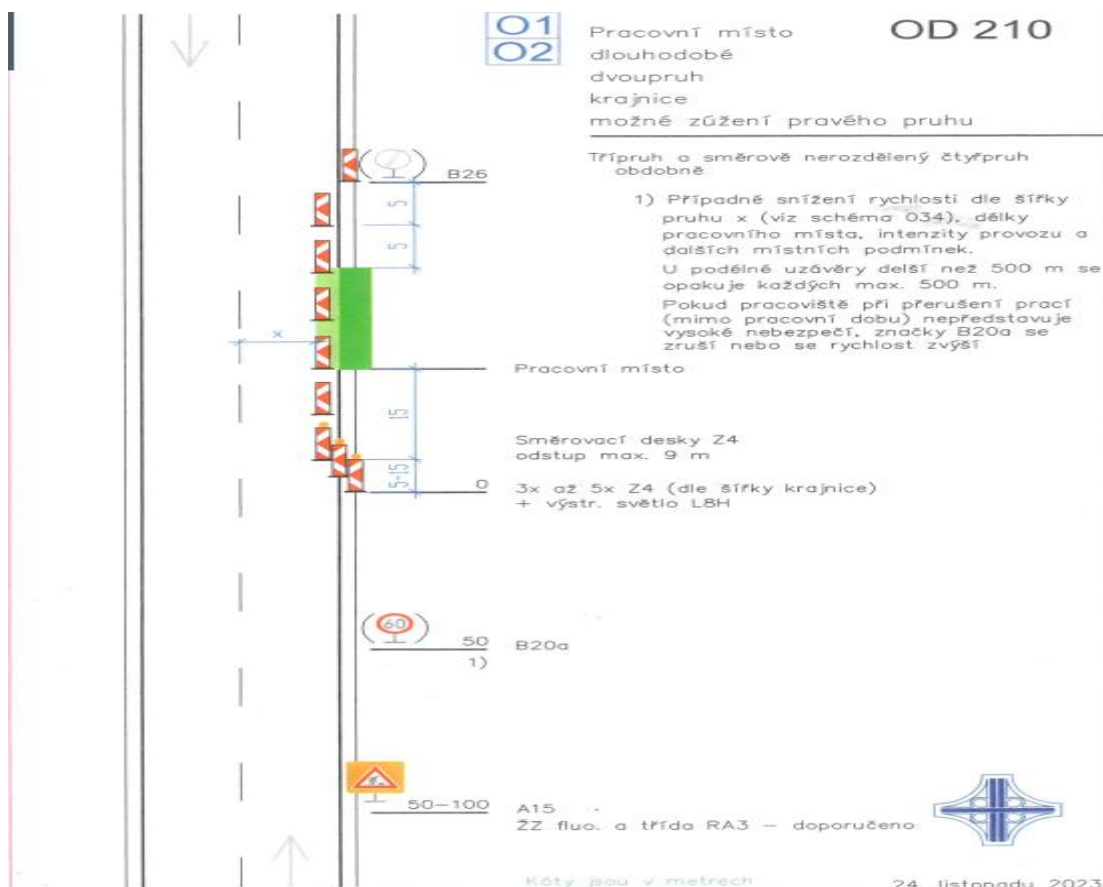 O1
O2
Pracovní místo
dlouhodobé
dvoupruh
krajnice
možné zúžení pravého pruhu
OD 210
Třípruh a směrově nerozdělený čtyřpruh
obdobně
1) Případné snížení rychlosti dle šířky
pruhu x (viz schéma O34), délky
pracovního místa, intenzity provozu a
dalších místních podmínek.
U podélné uzávěry delší než 500 m se
opakuje každých max. 500 m.
Pokud pracoviště při přerušení prací
(mimo pracovní dobu) nepředstavuje
vysoké nebezpečí, značky B20a se
zruší nebo se rychlost zvýší
B26
5
5
x
Pracovní místo
15
Směrovací desky Z4
odstup max. 9 m
5-15
0
3x až 5x Z4 (dle šířky krajnice)
+ výstr. světlo L8H
(60)
50
B20a
1)
50-100
A15
ŽZ fluo. a třída RA3 - doporučeno
Kóty jsou v metrech
24. listopadu 2023